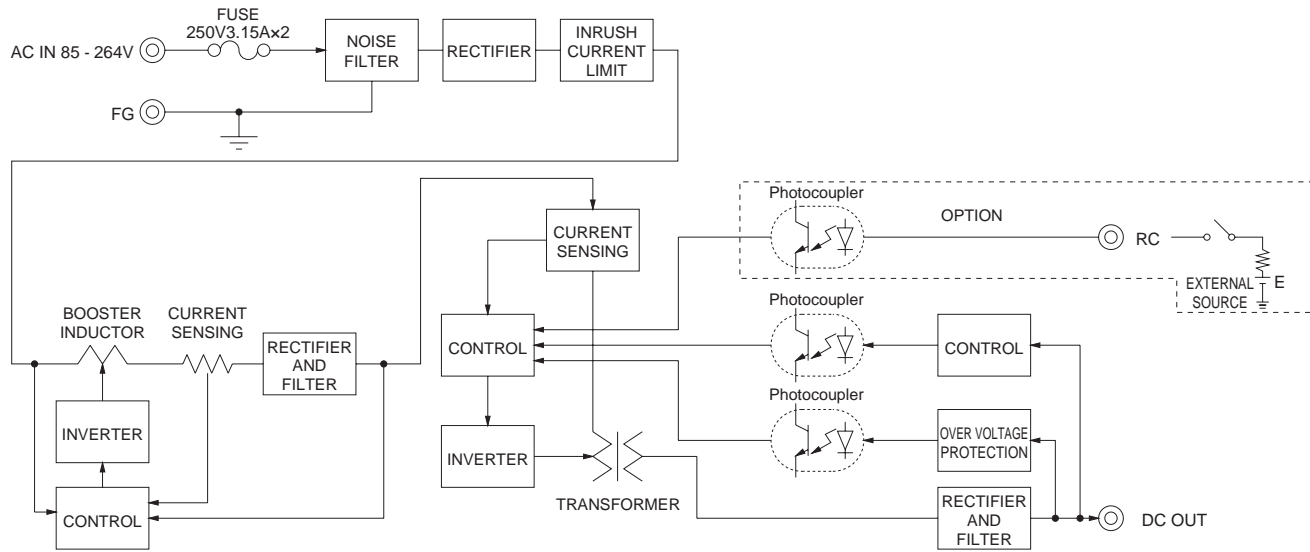 FUSE
250V3.15A×2
AC IN 85 - 264V
NOISE
FILTER
RECTIFIER
INRUSH
CURRENT
LIMIT
FG
Photocoupler
OPTION
RC
E
EXTERNAL
SOURCE
CURRENT
SENSING
BOOSTER
INDUCTOR
CURRENT
SENSING
RECTIFIER
AND
FILTER
CONTROL
Photocoupler
CONTROL
Photocoupler
INVERTER
INVERTER
OVER VOLTAGE
PROTECTION
TRANSFORMER
CONTROL
RECTIFIER
AND
FILTER
DC OUT